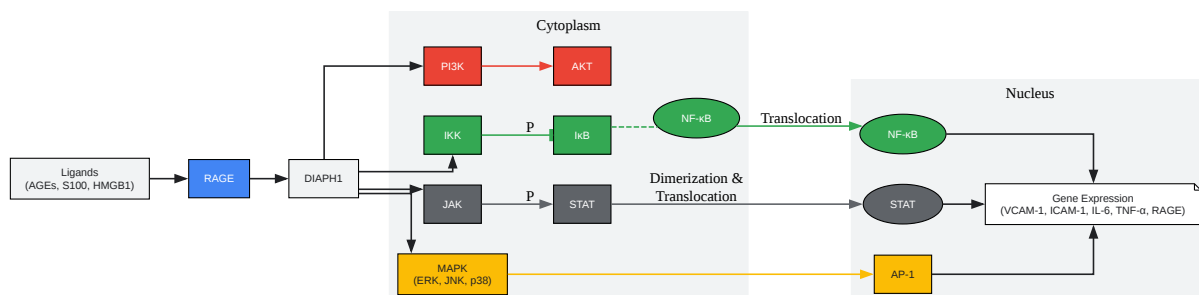 Cytoplasm
PI3K
AKT
Nucleus
IKK
P
IκB
NF-κB
Translocation
NF-κB
Ligands
(AGEs, S100, HMGB1)
RAGE
DIAPH1
JAK
P
STAT
Dimerization &
Translocation
STAT
Gene Expression
(VCAM-1, ICAM-1, IL-6, TNF-α, RAGE)
MAPK
(ERK, JNK, p38)
AP-1